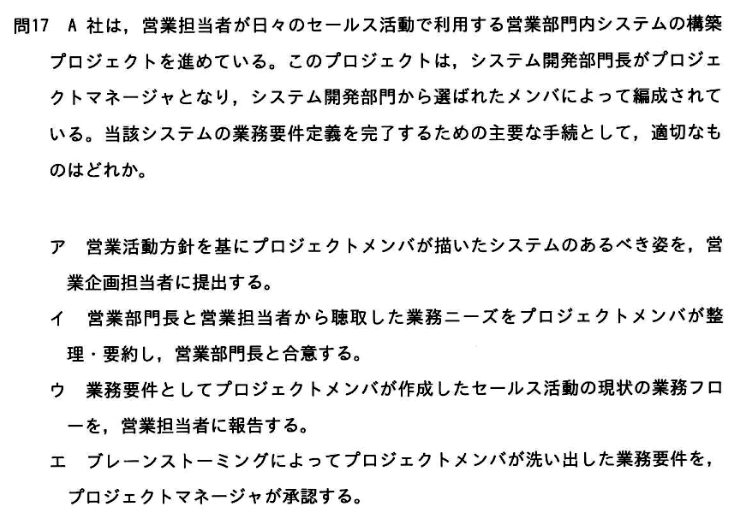 問17 A 社は，営業担当者が日々のセールス活動で利用する営業部門内システムの構築
プロジェクトを進めている。このプロジェクトは，システム開発部門長がプロジェ
クトマネージャとなり，システム開発部門から選ばれたメンバによって編成されて
いる。当該システムの業務要件定義を完了するための主要な手続として，適切なも
のはどれか。
ア 営業活動方針を基にプロジェクトメンバが描いたシステムのあるべき姿を，営
業企画担当者に提出する。
イ 営業部門長と営業担当者から聴取した業務ニーズをプロジェクトメンバが整
理・要約し，営業部門長と合意する。
ウ 業務要件としてプロジェクトメンバが作成したセールス活動の現状の業務フロ
ーを，営業担当者に報告する。
エ ブレーンストーミングによってプロジェクトメンバが洗い出した業務要件を，
プロジェクトマネージャが承認する。